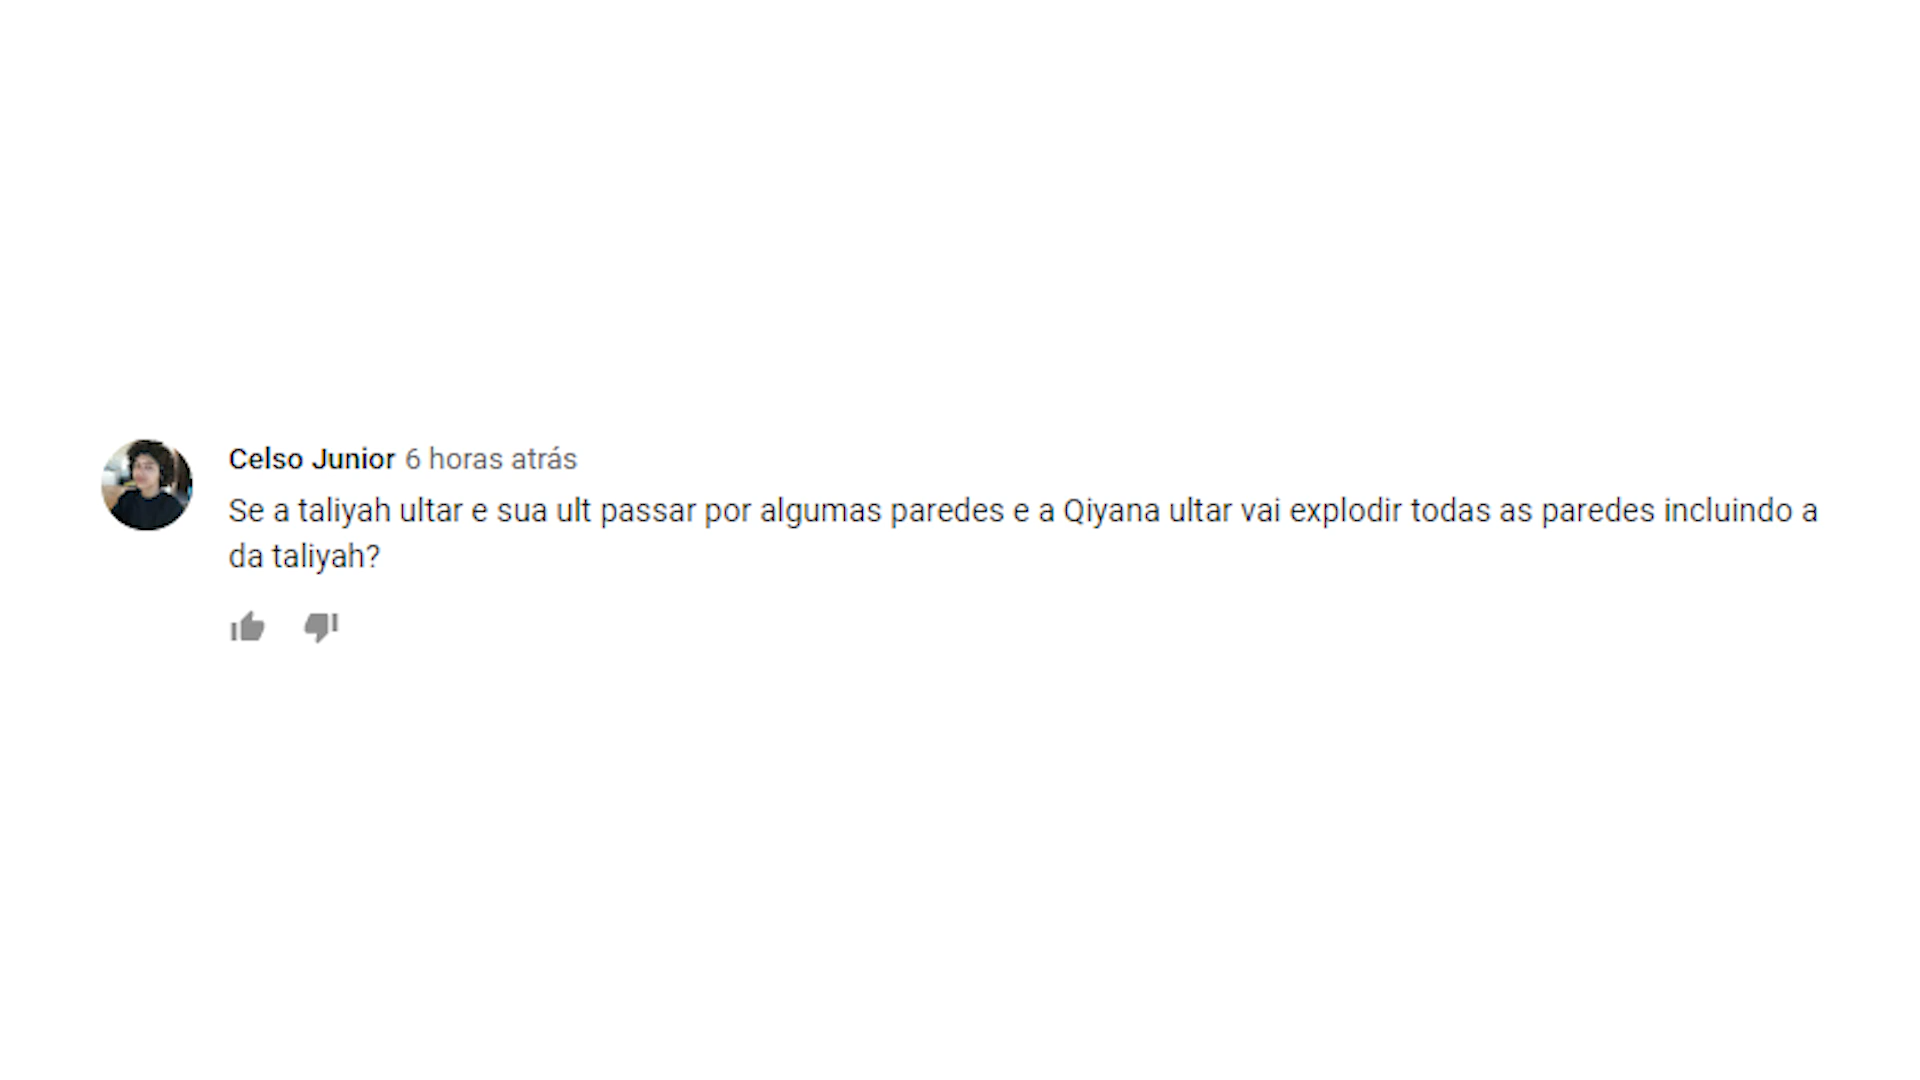 Celso Junior 6 horas atrás
Se a taliyah ultar e sua ult passar por algumas paredes e a Qiyana ultar vai explodir todas as paredes incluindo a
da taliyah?